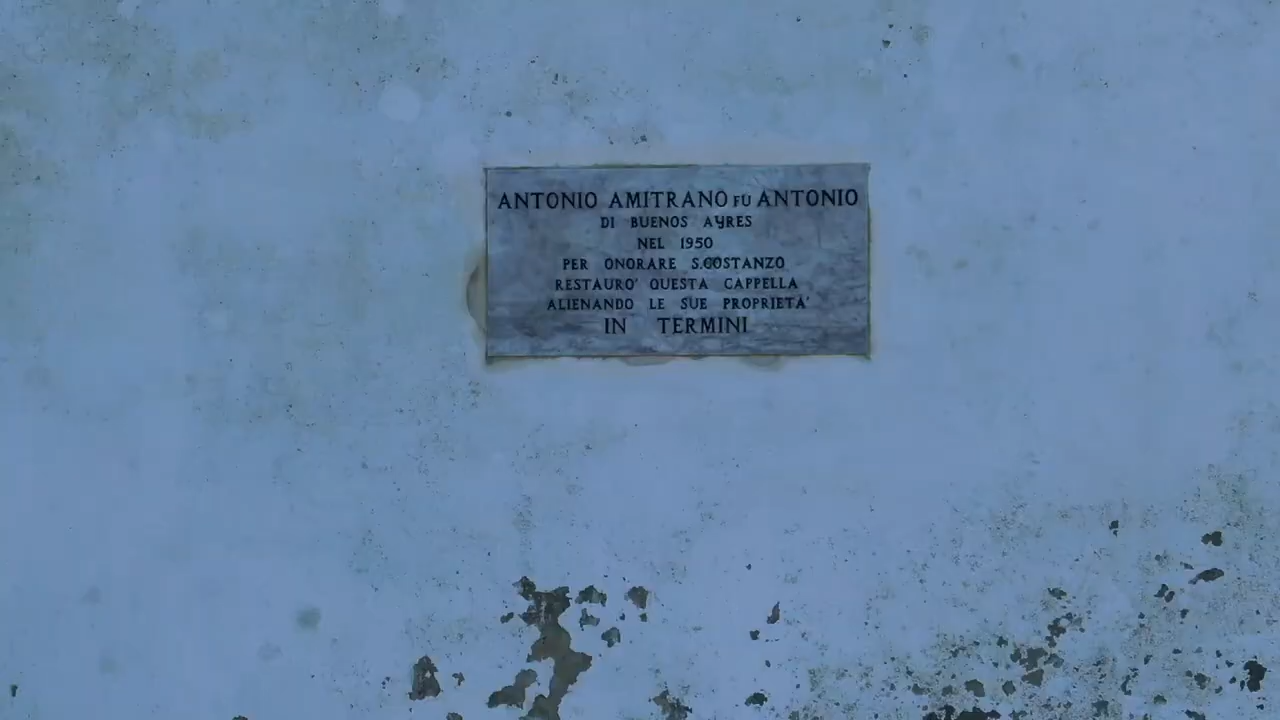 ANTONIO AMITRANO FU ANTONIO
DI BUENOS AYRES
NEL 1950
PER ONORARE S.COSTANZO
RESTAURO' QUESTA CAPPELLA
ALIENANDO LE SUE PROPRIETA'
IN TERMINI